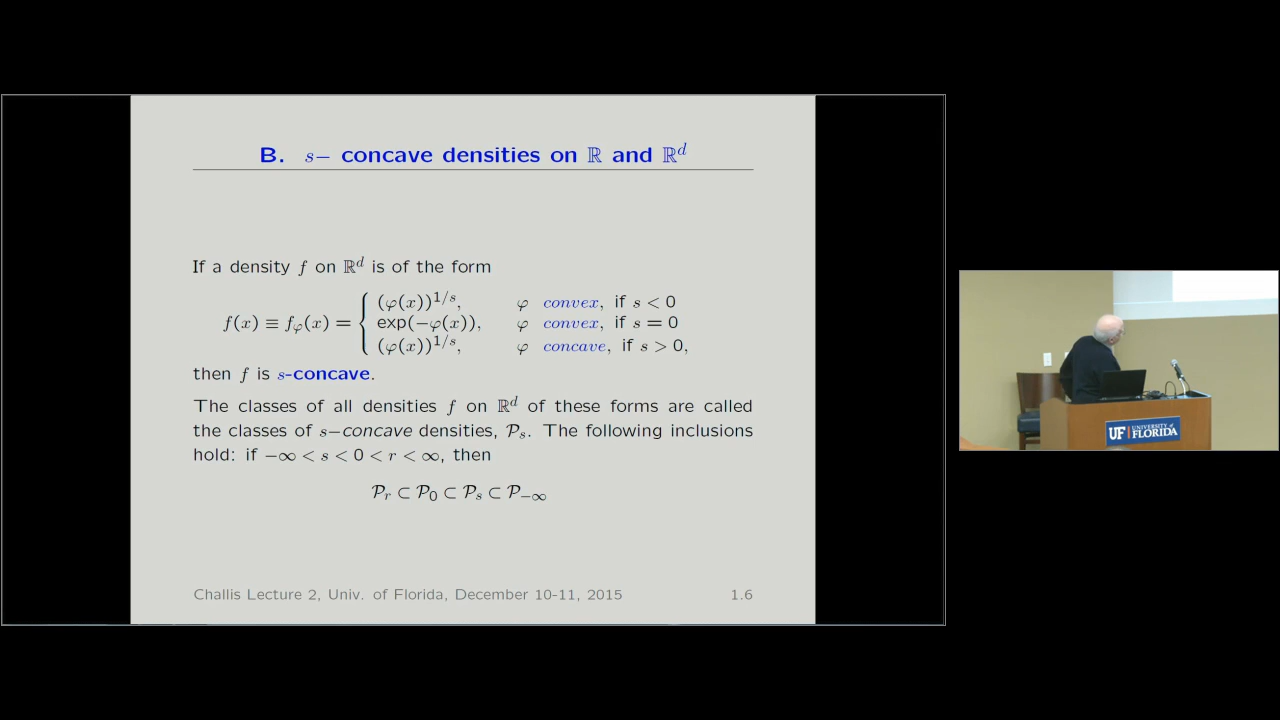 B. s− concave densities on ℝ and ℝ^d
If a density f on ℝ^d is of the form
f(x) ≡ f_φ(x) = { (φ(x))^{1/s}, φ convex, if s < 0
exp(−φ(x)), φ convex, if s = 0
(φ(x))^{1/s}, φ concave, if s > 0,
then f is s-concave.
The classes of all densities f on ℝ^d of these forms are called
the classes of s−concave densities, 𝒫_s. The following inclusions
hold: if −∞ < s < 0 < r < ∞, then
𝒫_r ⊂ 𝒫_0 ⊂ 𝒫_s ⊂ 𝒫_{−∞}
Challis Lecture 2, Univ. of Florida, December 10-11, 2015 1.6
UF UNIVERSITY of
FLORIDA